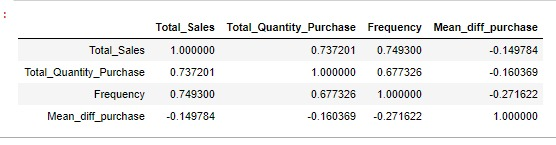 :
Total_Sales Total_Quantity_Purchase Frequency Mean_diff_purchase
Total_Sales 1.000000 0.737201 0.749300 -0.149784
Total_Quantity_Purchase 0.737201 1.000000 0.677326 -0.160369
Frequency 0.749300 0.677326 1.000000 -0.271622
Mean_diff_purchase -0.149784 -0.160369 -0.271622 1.000000